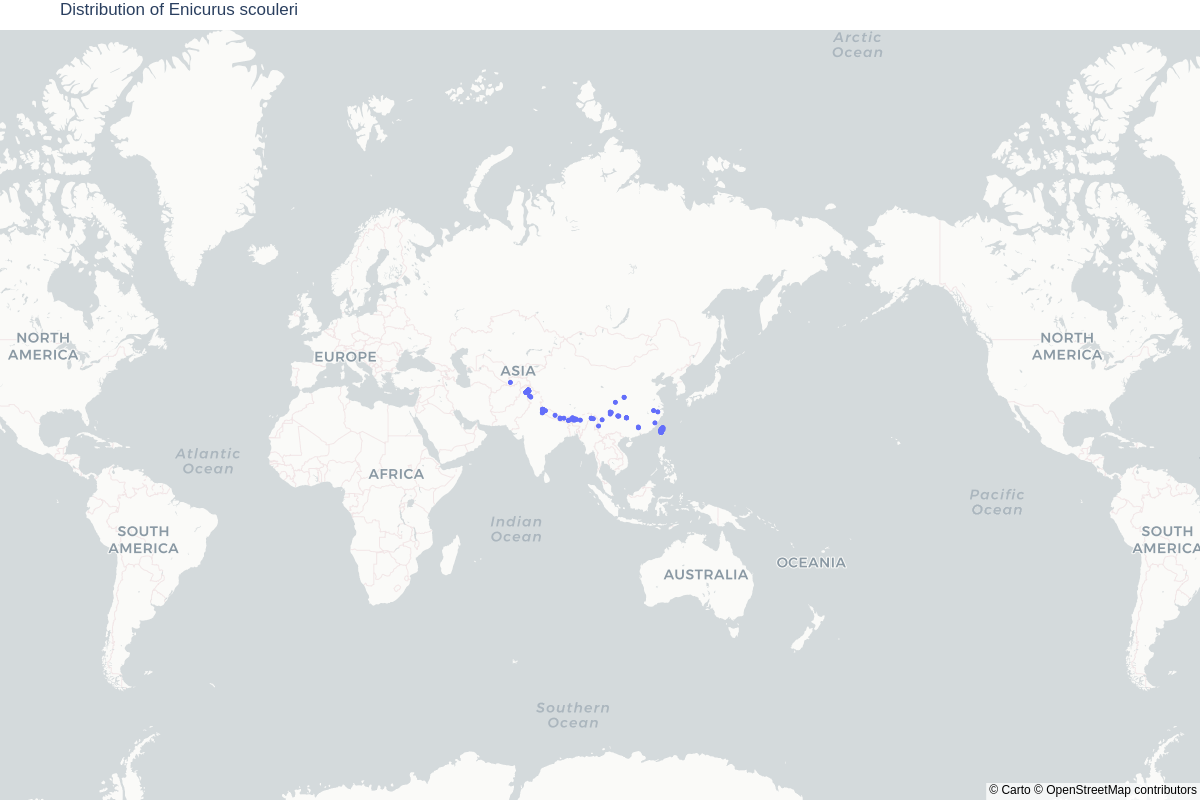 Distribution of Enicurus scouleri
Arctic
Ocean
NORTH
AMERICA
EUROPE
ASIA
NORTH
AMERICA
Atlantic
Ocean
AFRICA
Pacific
Ocean
Indian
Ocean
SOUTH
AMERICA
SOUTH
AMERICA
OCEANIA
AUSTRALIA
Southern
Ocean
© Carto © OpenStreetMap contributors